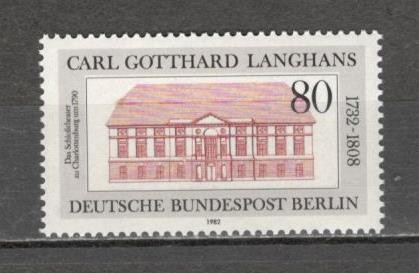 CARL GOTTHARD LANGHANS
Das Schloßtheater
zu Charlottenburg um 1790
80
1732-1808
DEUTSCHE BUNDESPOST BERLIN
1982